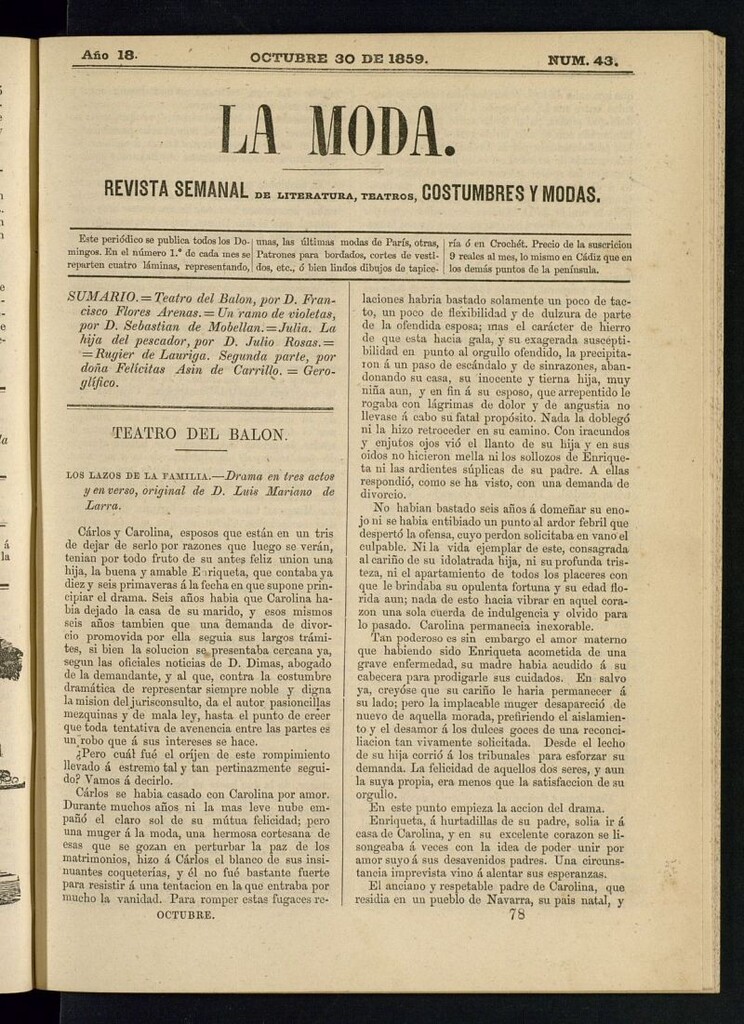 Año 18.
OCTUBRE 30 DE 1859.
NUM. 43.
LA MODA.
REVISTA SEMANAL DE LITERATURA, TEATROS, COSTUMBRES Y MODAS.
Este periódico se publica todos los Do-
mingos. En el número 1.° de cada mes se
reparten cuatro láminas, representando,
unas, las últimas modas de París, otras,
Patrones para bordados, cortes de vesti-
dos, etc., ó bien lindos dibujos de tapice-
ría ó en Crochét. Precio de la suscricion
9 reales al mes, lo mismo en Cádiz que en
los demás puntos de la península.
SUMARIO.=Teatro del Balon, por D. Fran-
cisco Flores Arenas.=Un ramo de violetas,
por D. Sebastian de Mobellan.=Julia. La
hija del pescador, por D. Julio Rosas.=
=Rugier de Lauriga. Segunda parte, por
doña Felícitas Asin de Carrillo.=Gero-
glífico.
TEATRO DEL BALON.
LOS LAZOS DE LA FAMILIA.—Drama en tres actos
y en verso, original de D. Luis Mariano de
Larra.
Cárlos y Carolina, esposos que están en un tris
de dejar de serlo por razones que luego se verán,
tenian por todo fruto de su antes feliz union una
hija, la buena y amable Enriqueta, que contaba ya
diez y seis primaveras á la fecha en que supone prin-
cipiar el drama. Seis años habia que Carolina ha-
bia dejado la casa de su marido, y esos mismos
seis años tambien que una demanda de divor-
cio promovida por ella seguia sus largos trámi-
tes, si bien la solucion se presentaba cercana ya,
segun las oficiales noticias de D. Dimas, abogado
de la demandante, y al que, contra la costumbre
dramática de representar siempre noble y digna
la mision del jurisconsulto, da el autor pasioncillas
mezquinas y de mala ley, hasta el punto de creer
que toda tentativa de avenencia entre las partes es
un robo que á sus intereses se hace.
¿Pero cuál fué el oríjen de este rompimiento
llevado á estremo tal y tan pertinazmente segui-
do? Vamos á decirlo.
Cárlos se habia casado con Carolina por amor.
Durante muchos años ni la mas leve nube em-
pañó el claro sol de su mútua felicidad; pero
una muger á la moda, una hermosa cortesana de
esas que se gozan en perturbar la paz de los
matrimonios, hizo á Cárlos el blanco de sus insi-
nuantes coqueterías, y él no fué bastante fuerte
para resistir á una tentacion en la que entraba por
mucho la vanidad. Para romper estas fugaces re-
OCTUBRE.
laciones habria bastado solamente un poco de tac-
to, un poco de flexibilidad y de dulzura de parte
de la ofendida esposa; mas el carácter de hierro
de que esta hacia gala, y su exagerada suscepti-
bilidad en punto al orgullo ofendido, la precipita-
ron á un paso de escándalo y de sinrazones, aban-
donando su casa, su inocente y tierna hija, muy
niña aun, y en fin á su esposo, que arrepentido le
rogaba con lágrimas de dolor y de angustia no
llevase á cabo su fatal propósito. Nada la doblegó
ni la hizo retroceder en su camino. Con iracundos
y enjutos ojos vió el llanto de su hija y en sus
oidos no hicieron mella ni los sollozos de Enrique-
ta ni las ardientes súplicas de su padre. A ellas
respondió, como se ha visto, con una demanda de
divorcio.
No habian bastado seis años á domeñar su eno-
jo ni se habia entibiado un punto al ardor febril que
despertó la ofensa, cuyo perdon solicitaba en vano el
culpable. Ni la vida ejemplar de este, consagrada
al cariño de su idolatrada hija, ni su profunda tris-
teza, ni el apartamiento de todos los placeres con
que le brindaba su opulenta fortuna y su edad flo-
rida aun; nada de esto hacia vibrar en aquel cora-
zon una sola cuerda de indulgencia y olvido para
lo pasado. Carolina permanecia inexorable.
Tan poderoso es sin embargo el amor materno
que habiendo sido Enriqueta acometida de una
grave enfermedad, su madre habia acudido á su
cabecera para prodigarle sus cuidados. En salvo
ya, creyóse que su cariño le haria permanecer á
su lado; pero la implacable muger desapareció de
nuevo de aquella morada, prefiriendo el aislamien-
to y el desamor á los dulces goces de una reconci-
liacion tan vivamente solicitada. Desde el lecho
de su hija corrió á los tribunales para esforzar su
demanda. La felicidad de aquellos dos seres, y aun
la suya propia, era menos que la satisfaccion de su
orgullo.
En este punto empieza la accion del drama.
Enriqueta, á hurtadillas de su padre, solia ir á
casa de Carolina, y en su excelente corazon se li-
songeaba á veces con la idea de poder unir por
amor suyo á sus desavenidos padres. Una circuns-
tancia imprevista vino á alentar sus esperanzas.
El anciano y respetable padre de Carolina, que
residia en un pueblo de Navarra, su pais natal, y
78